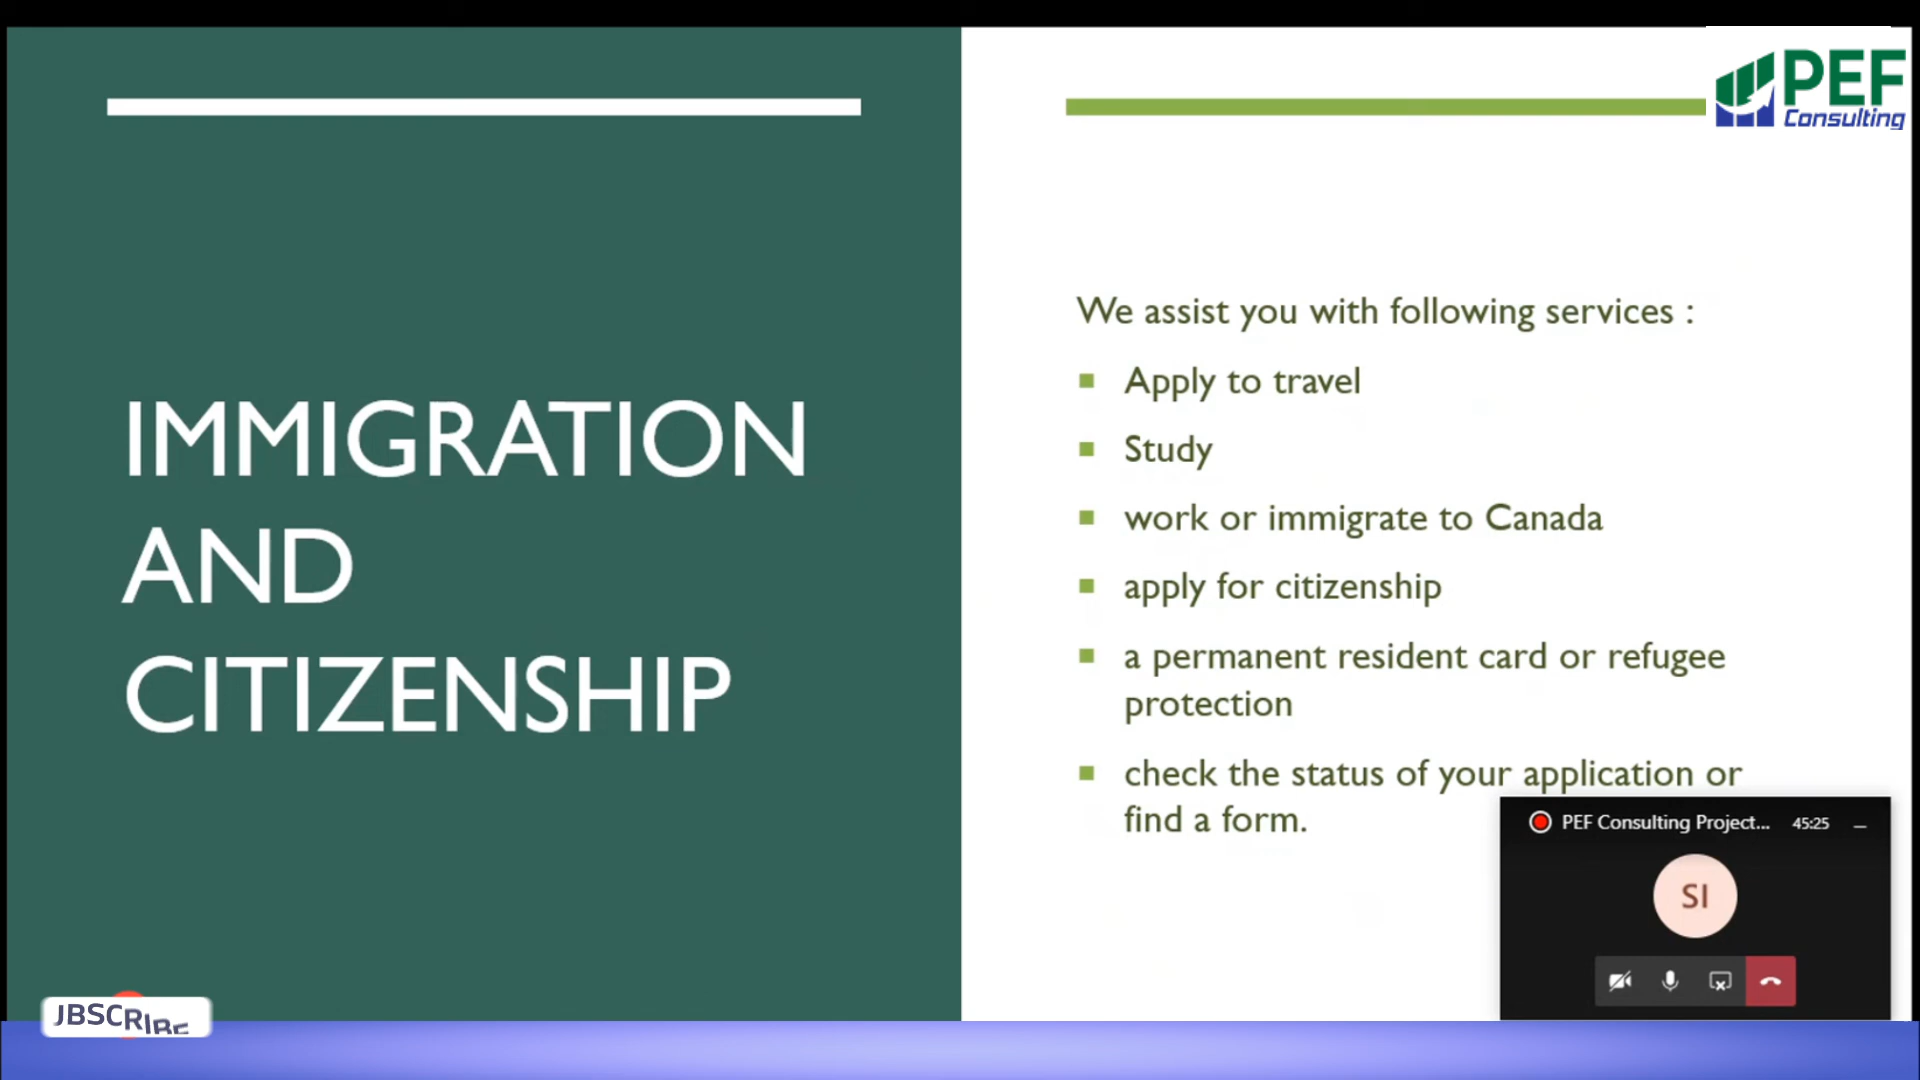 PEF
Consulting
IMMIGRATION
AND
CITIZENSHIP
We assist you with following services :
Apply to travel
Study
work or immigrate to Canada
apply for citizenship
a permanent resident card or refugee
protection
check the status of your application or
find a form.
PEF Consulting Project... 45:25
SI
JBSCRIBE